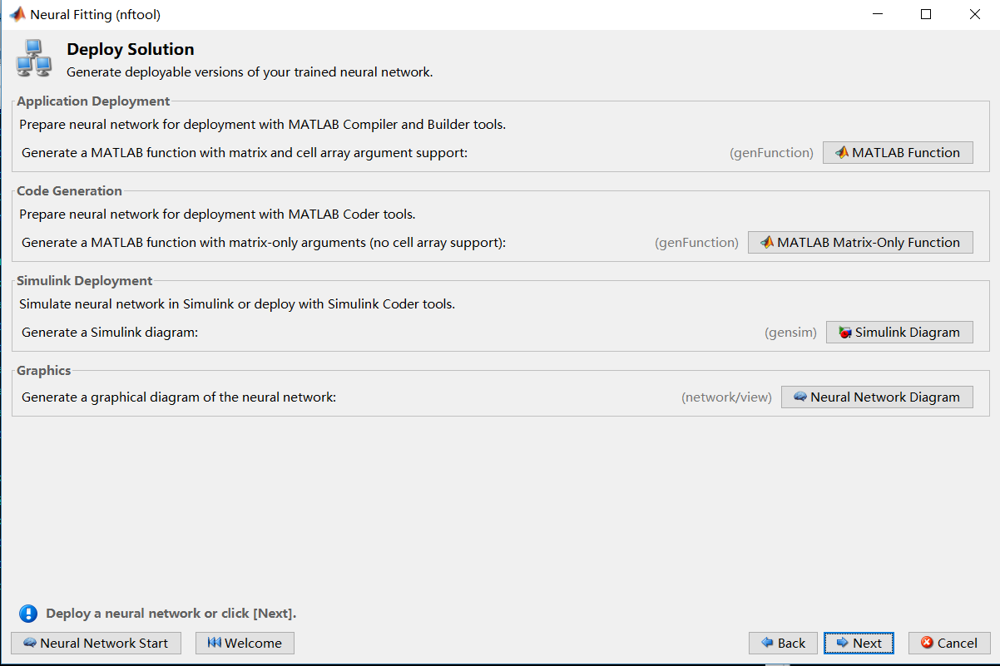 Neural Fitting (nftool)
Deploy Solution
Generate deployable versions of your trained neural network.
Application Deployment
Prepare neural network for deployment with MATLAB Compiler and Builder tools.
Generate a MATLAB function with matrix and cell array argument support: (genFunction) MATLAB Function
Code Generation
Prepare neural network for deployment with MATLAB Coder tools.
Generate a MATLAB function with matrix-only arguments (no cell array support): (genFunction) MATLAB Matrix-Only Function
Simulink Deployment
Simulate neural network in Simulink or deploy with Simulink Coder tools.
Generate a Simulink diagram: (gensim) Simulink Diagram
Graphics
Generate a graphical diagram of the neural network: (network/view) Neural Network Diagram
Deploy a neural network or click [Next].
Neural Network Start Welcome Back Next Cancel